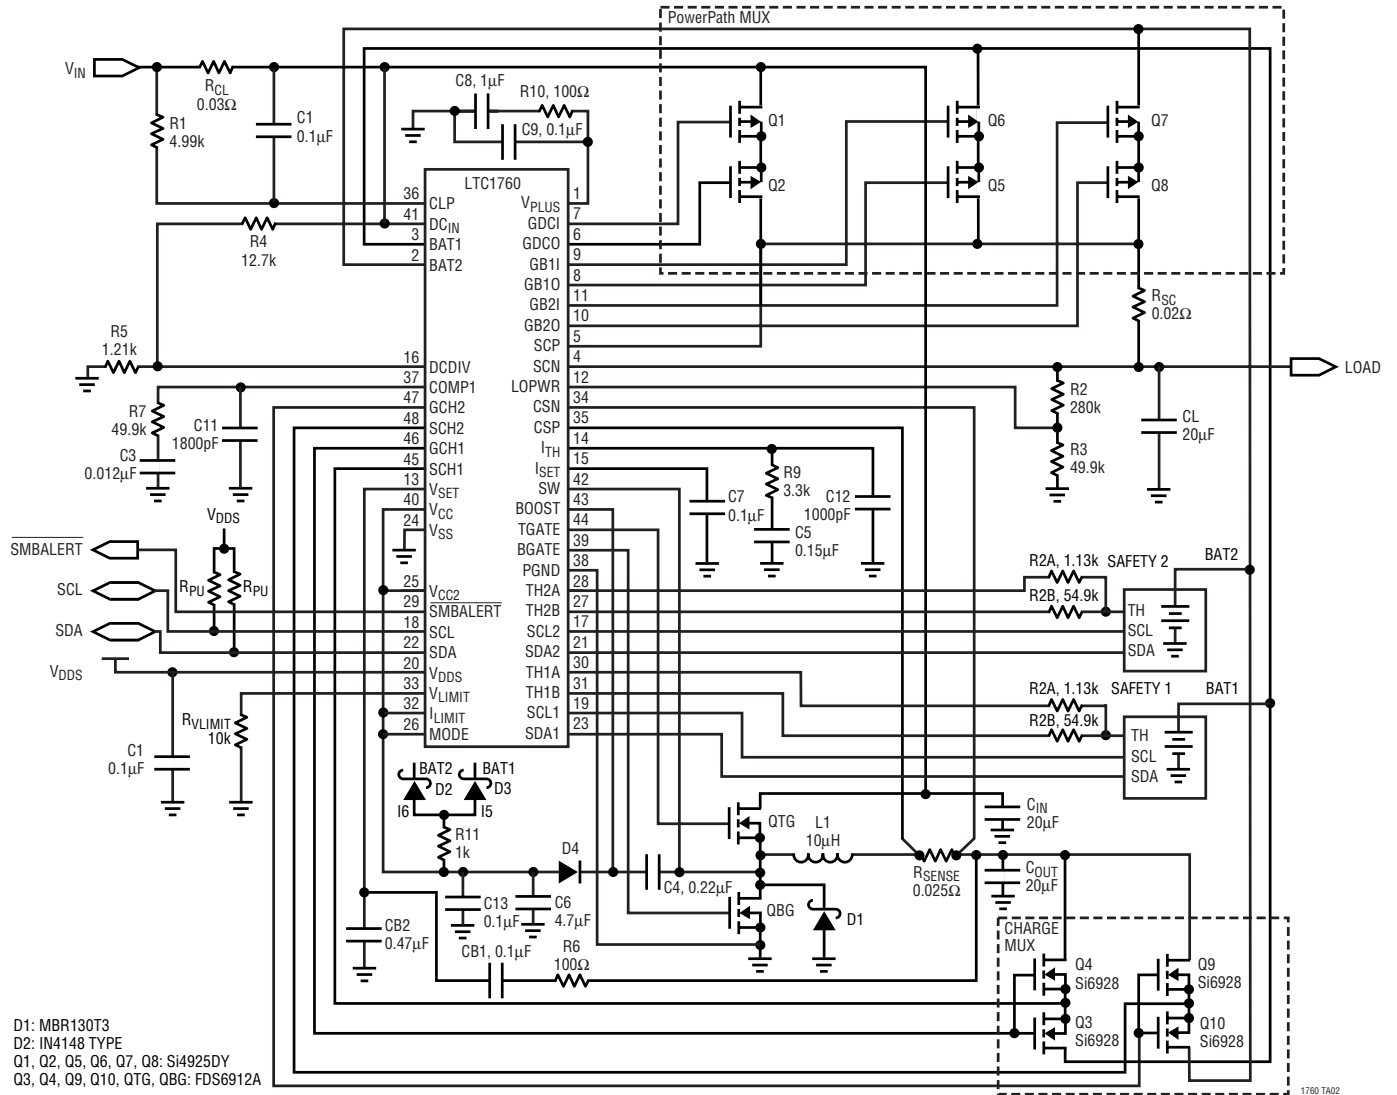 PowerPath MUX
VIN
RCL
0.03Ω
R1
4.99k
C1
0.1µF
C8, 1µF
R10, 100Ω
C9, 0.1µF
Q1
Q2
Q6
Q5
Q7
Q8
LTC1760
36 CLP
41 DCIN
3 BAT1
2 BAT2
16 DCDIV
37 COMP1
47 GCH2
48 SCH2
46 GCH1
45 SCH1
13 VSET
40 VCC
24 VSS
25 VCC2
29 SMBALERT
18 SCL
22 SDA
20 VDDS
33 VLIMIT
32 ILIMIT
26 MODE
VPLUS 1
GDCI 7
GDCO 6
GB1I 9
GB1O 8
GB2I 11
GB2O 10
SCP 5
SCN 4
LOPWR 12
CSN 34
CSP 35
ITH 14
ISET 15
SW 42
BOOST 43
TGATE 44
BGATE 39
PGND 38
TH2A 28
TH2B 27
SCL2 17
SDA2 21
TH1A 30
TH1B 31
SCL1 19
SDA1 23
R4
12.7k
R5
1.21k
R7
49.9k
C3
0.012µF
C11
1800pF
VDDS
RPU
RPU
SMBALERT
SCL
SDA
VDDS
RVLIMIT
10k
C1
0.1µF
RSC
0.02Ω
LOAD
R2
280k
R3
49.9k
CL
20µF
C7
0.1µF
R9
3.3k
C5
0.15µF
C12
1000pF
R2A, 1.13k
SAFETY 2
BAT2
R2B, 54.9k
TH
SCL
SDA
R2A, 1.13k
SAFETY 1
BAT1
R2B, 54.9k
TH
SCL
SDA
BAT2
D2
I6
BAT1
D3
I5
R11
1k
D4
C13
0.1µF
C6
4.7µF
C4, 0.22µF
CB2
0.47µF
CB1, 0.1µF
R6
100Ω
QTG
QBG
L1
10µH
D1
RSENSE
0.025Ω
CIN
20µF
COUT
20µF
CHARGE
MUX
Q4
Si6928
Q3
Si6928
Q9
Si6928
Q10
Si6928
D1: MBR130T3
D2: IN4148 TYPE
Q1, Q2, Q5, Q6, Q7, Q8: Si4925DY
Q3, Q4, Q9, Q10, QTG, QBG: FDS6912A
1760 TA02